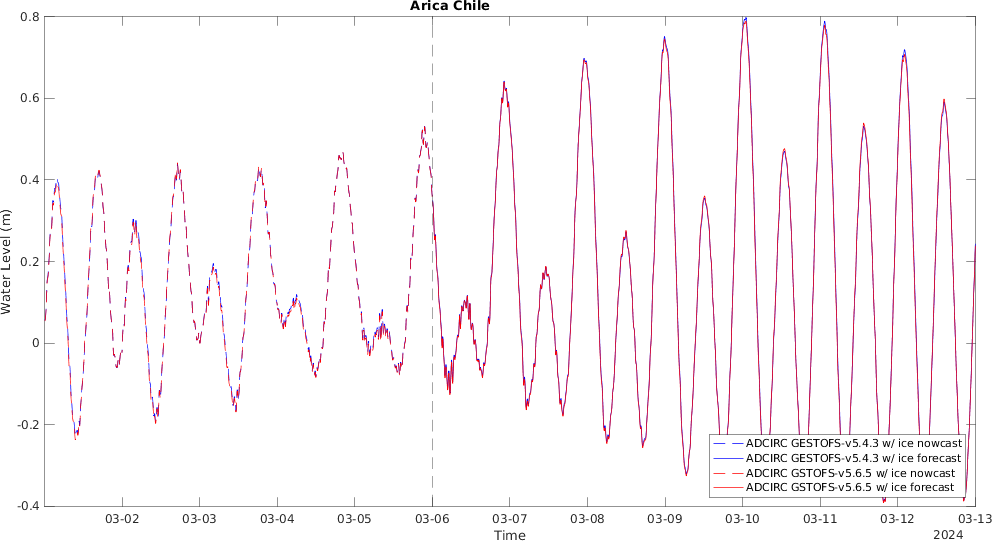 Arica Chile
Water Level (m)
0.8
0.6
0.4
0.2
0
-0.2
-0.4
ADCIRC GESTOFS-v5.4.3 w/ ice nowcast
ADCIRC GESTOFS-v5.4.3 w/ ice forecast
ADCIRC GSTOFS-v5.6.5 w/ ice nowcast
ADCIRC GSTOFS-v5.6.5 w/ ice forecast
03-02 03-03 03-04 03-05 03-06 03-07 03-08 03-09 03-10 03-11 03-12 03-13
Time
2024